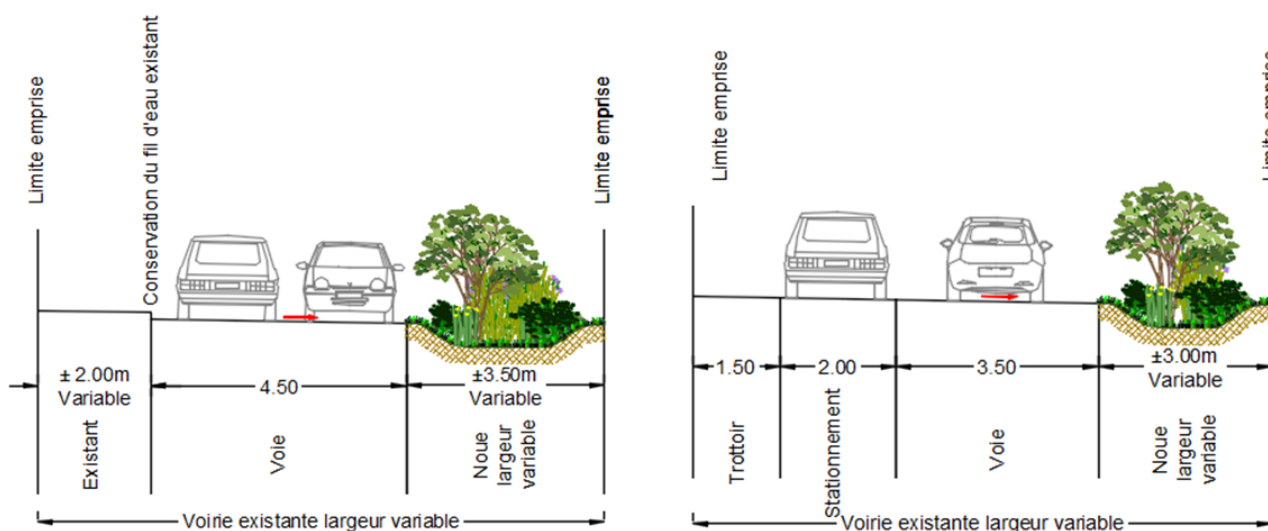 Limite emprise
Conservation du fil d'eau existant
Limite emprise
± 2.00m
Variable
4.50
±3.50m
Variable
Existant
Voie
Noue
largeur
variable
Voirie existante largeur variable
Limite emprise
Limite emprise
1.50
2.00
3.50
±3.00m
Variable
Trottoir
Stationnement
Voie
Noue
largeur
variable
Voirie existante largeur variable